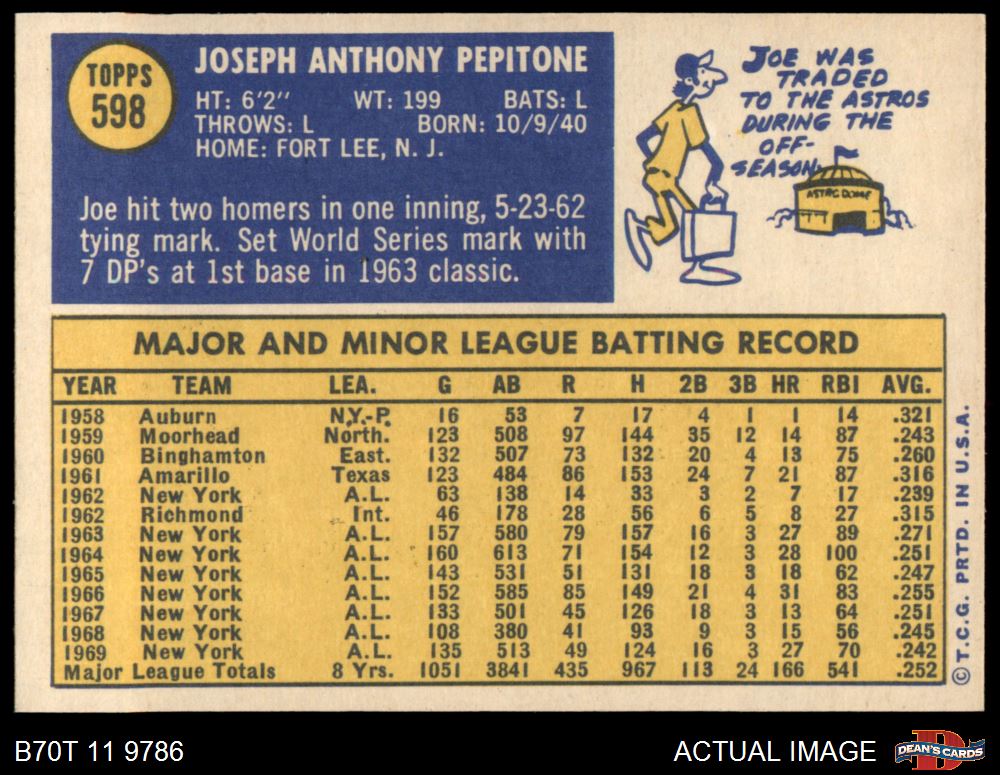 TOPPS
598
JOSEPH ANTHONY PEPITONE
HT: 6'2" WT: 199 BATS: L
THROWS: L BORN: 10/9/40
HOME: FORT LEE, N. J.
Joe hit two homers in one inning, 5-23-62
tying mark. Set World Series mark with
7 DP's at 1st base in 1963 classic.
JOE WAS
TRADED
TO THE ASTROS
DURING THE
OFF-
SEASON.
ASTRO DOME
MAJOR AND MINOR LEAGUE BATTING RECORD
YEAR TEAM LEA. G AB R H 2B 3B HR RBI AVG.
1958 Auburn N.Y.-P. 16 53 7 17 4 1 1 14 .321
1959 Moorhead North. 123 508 97 144 35 12 14 87 .243
1960 Binghamton East. 132 507 73 132 20 4 13 75 .260
1961 Amarillo Texas 123 484 86 153 24 7 21 87 .316
1962 New York A.L. 63 138 14 33 3 2 7 17 .239
1962 Richmond Int. 46 178 28 56 6 5 8 27 .315
1963 New York A.L. 157 580 79 157 16 3 27 89 .271
1964 New York A.L. 160 613 71 154 12 3 28 100 .251
1965 New York A.L. 143 531 51 131 18 3 18 62 .247
1966 New York A.L. 152 585 85 149 21 4 31 83 .255
1967 New York A.L. 133 501 45 126 18 3 13 64 .251
1968 New York A.L. 108 380 41 93 9 3 15 56 .245
1969 New York A.L. 135 513 49 124 16 3 27 70 .242
Major League Totals 8 Yrs. 1051 3841 435 967 113 24 166 541 .252
© T.C.G. PRTD. IN U.S.A.
B70T 11 9786
ACTUAL IMAGE
DEAN'S CARDS